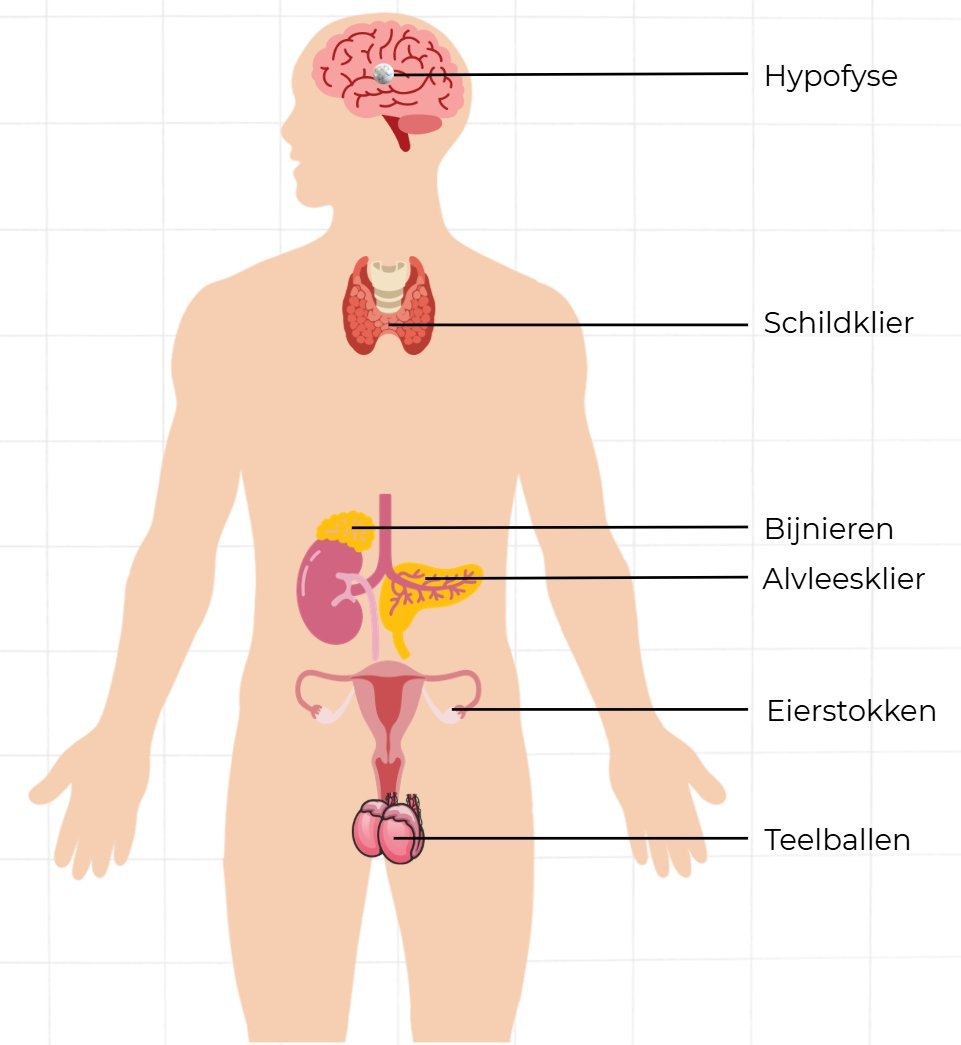 Hypofyse
Schildklier
Bijnieren
Alvleesklier
Eierstokken
Teelballen